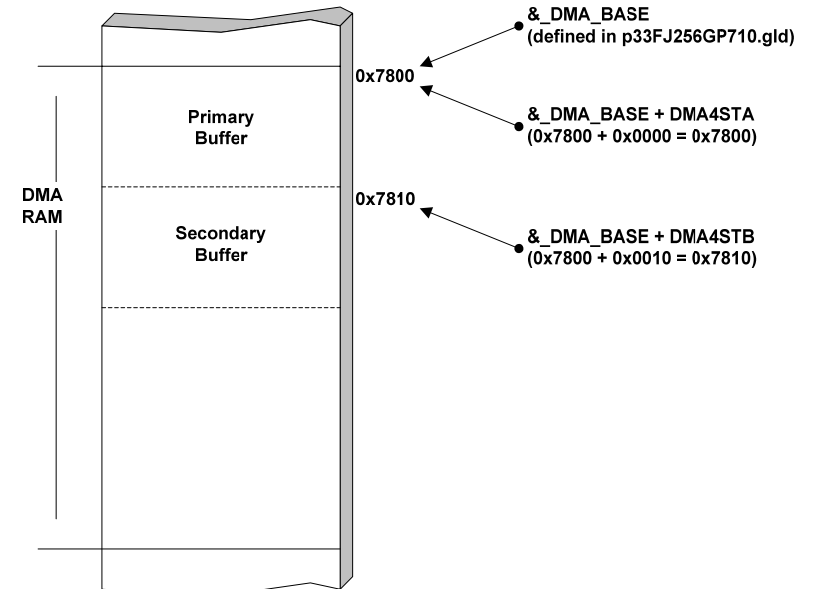 &_DMA_BASE
(defined in p33FJ256GP710.gld)
0x7800
Primary
Buffer
&_DMA_BASE + DMA4STA
(0x7800 + 0x0000 = 0x7800)
DMA
RAM
0x7810
Secondary
Buffer
&_DMA_BASE + DMA4STB
(0x7800 + 0x0010 = 0x7810)